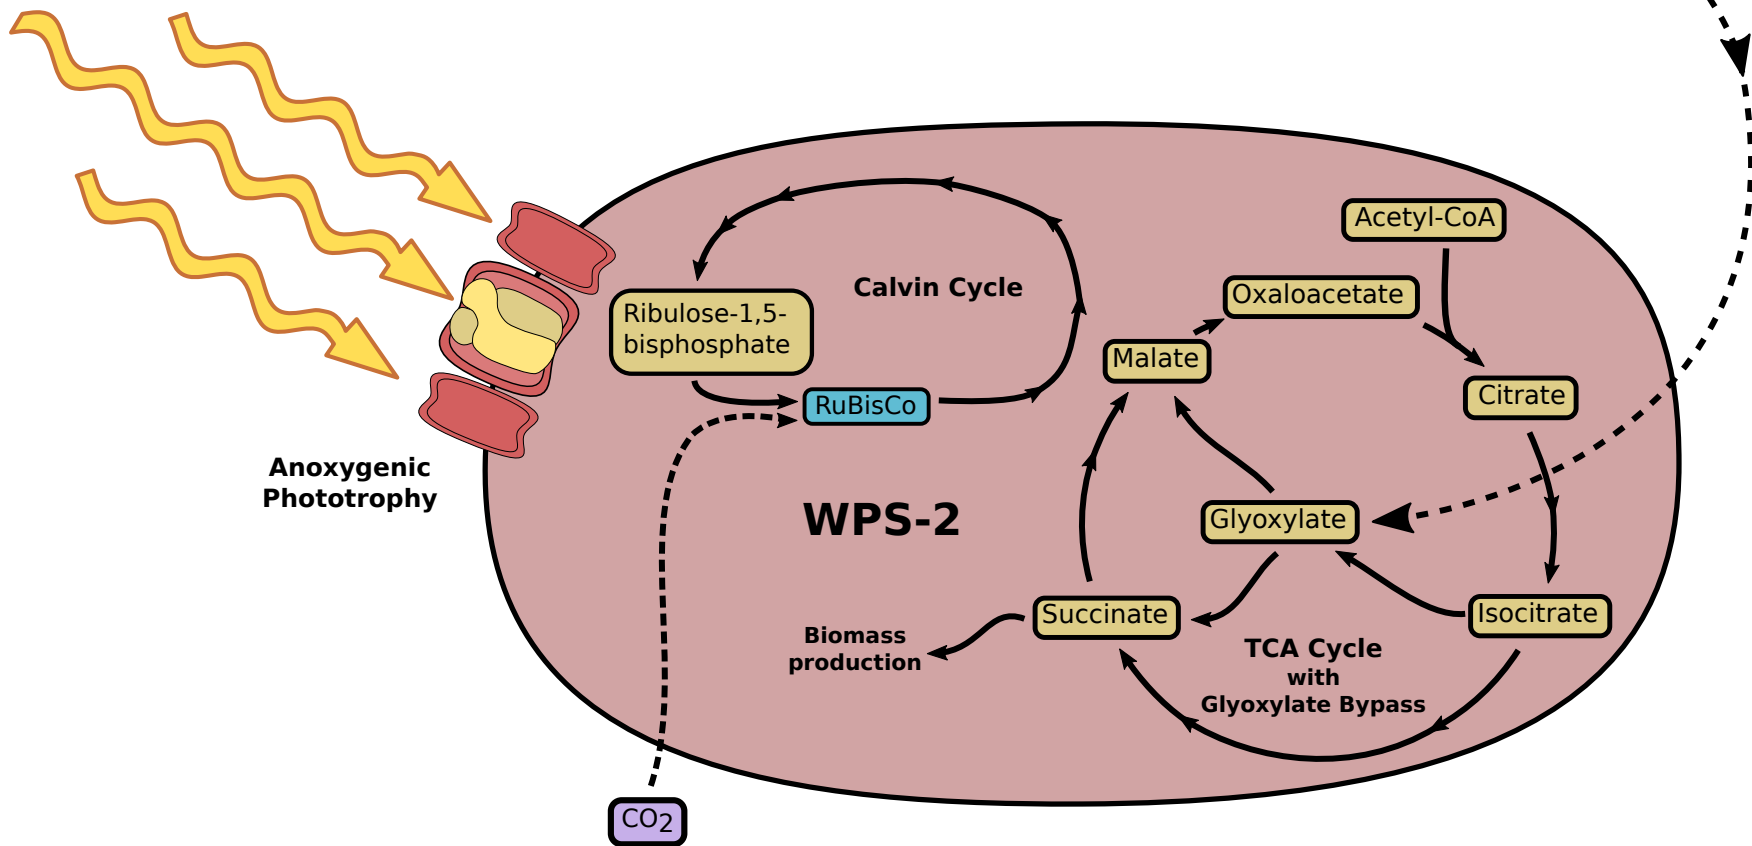 Acetyl-CoA
Oxaloacetate
Calvin Cycle
Ribulose-1,5-
bisphosphate
Malate
Citrate
RuBisCo
Anoxygenic
Phototrophy
WPS-2
Glyoxylate
Succinate
Isocitrate
Biomass
production
TCA Cycle
with
Glyoxylate Bypass
CO2